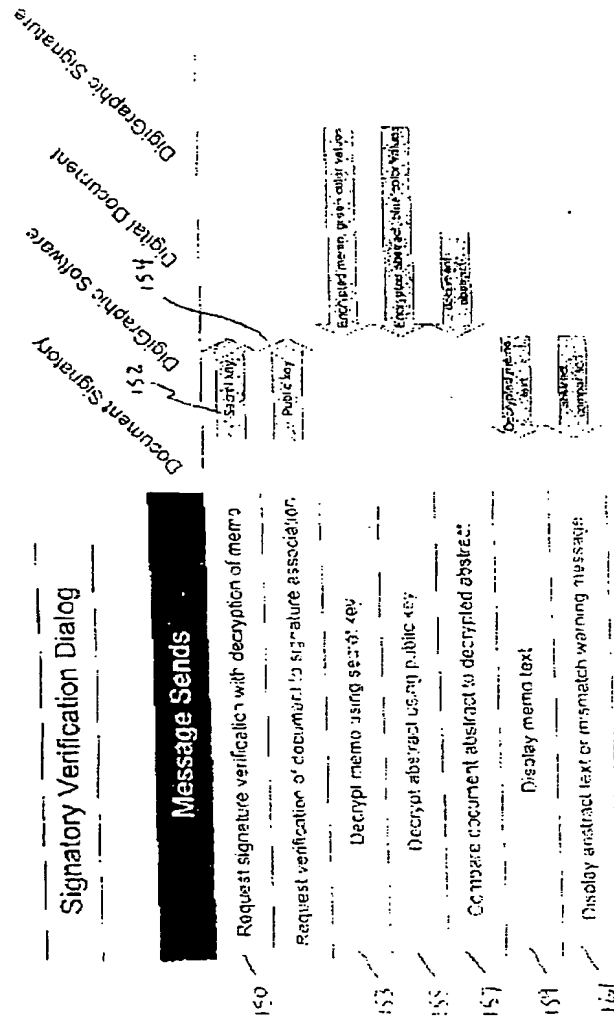 Signatory Verification Dialog
Message Sends
Document Signatory
DigiGraphic Software
Digital Document
DigiGraphic Signature
152
154
150
Request signature verification with decryption of memo
Secret key
Request verification of document to signature association
Public key
153
Decrypt memo using secret key
Encrypted memo, green color values
155
Decrypt abstract using public key
Encrypted abstract, blue color values
157
Compare document abstract to decrypted abstract
document abstract
159
Display memo text
Decrypted memo text
161
Display abstract text or mismatch warning message
abstract comparison